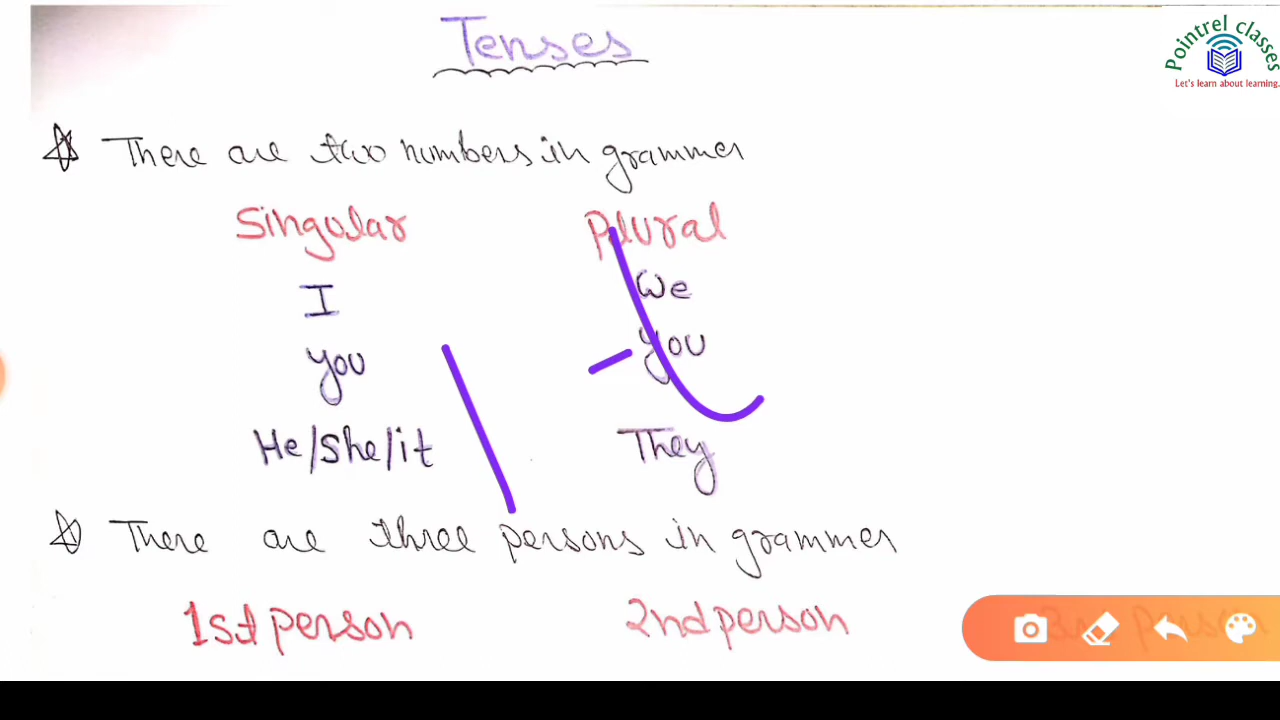 Tenses
Pointrel classes
Let's learn about learning.
There are two numbers in grammer
Singular Plural
I We
you you
He/She/it They
There are three persons in grammer
1st person 2nd person